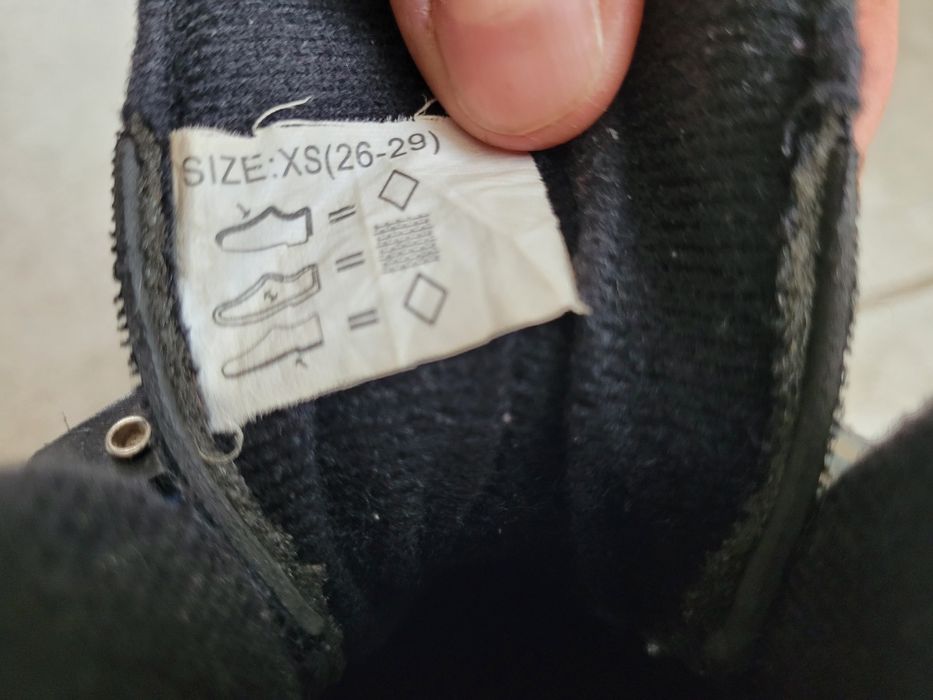 SIZE:XS(26-29)
=
=
=